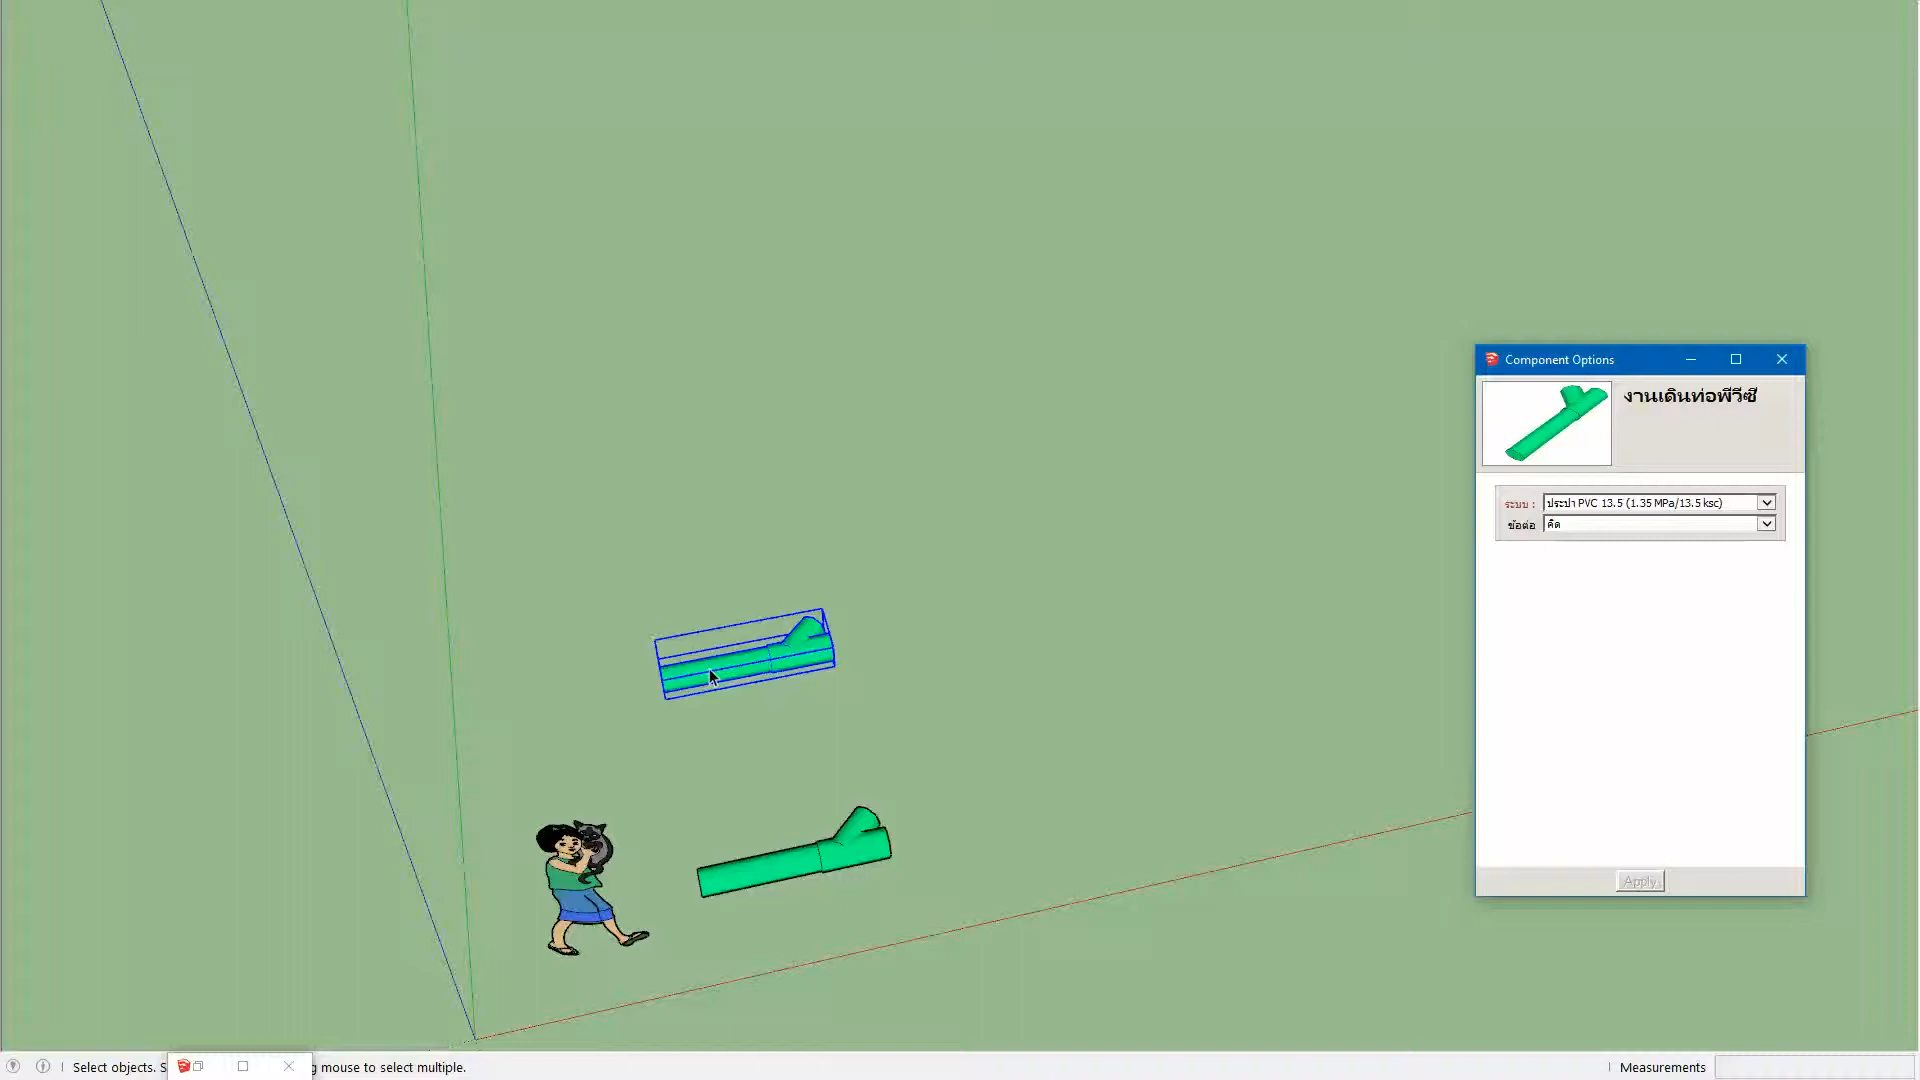 Component Options
งานเดินท่อพีวีซี
ระบบ : ประปา PVC 13.5 (1.35 MPa/13.5 ksc)
ข้อต่อ คิด
Apply
Select objects. S
g mouse to select multiple.
Measurements